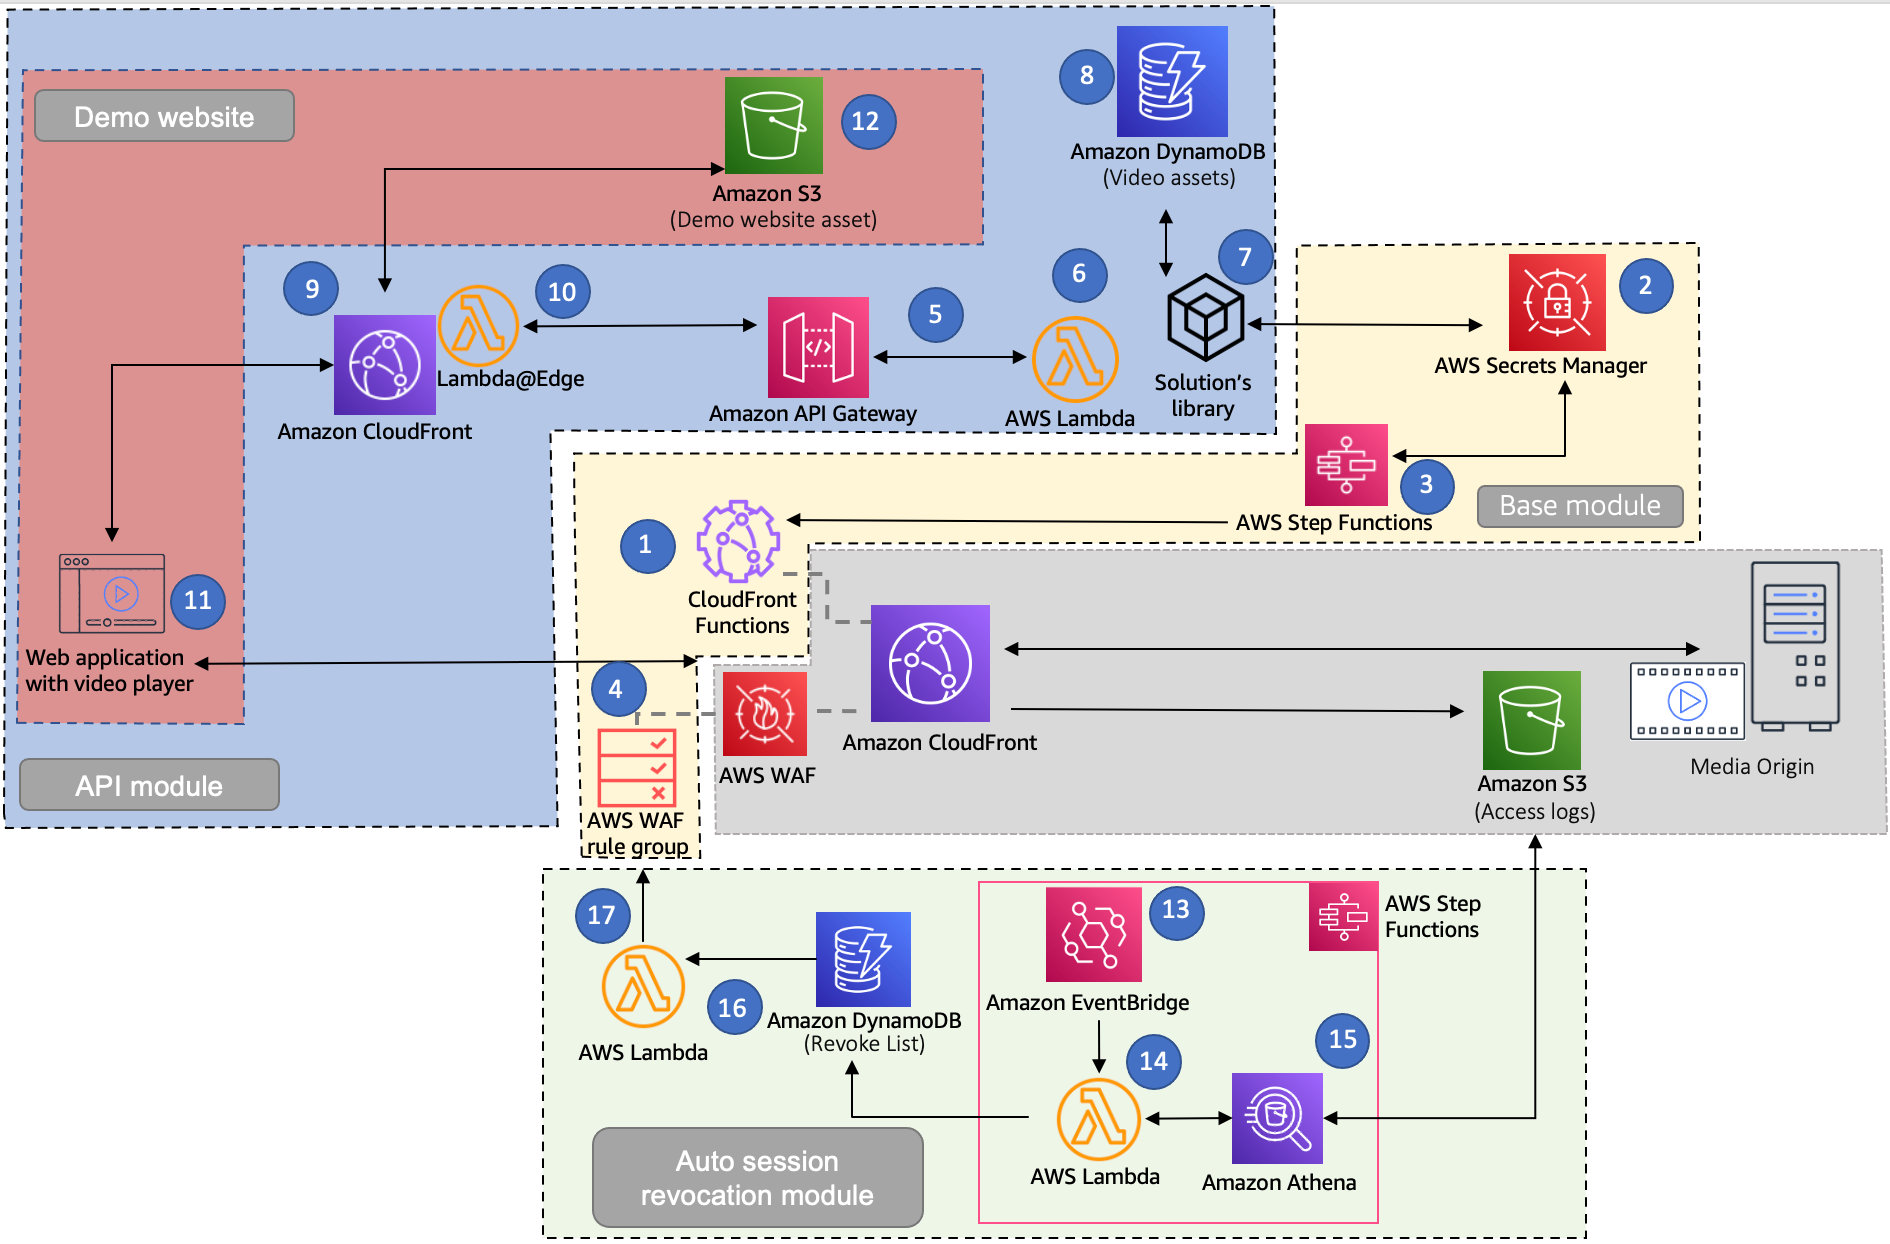 Demo website
12
Amazon S3
(Demo website asset)
8
Amazon DynamoDB
(Video assets)
9
10
Lambda@Edge
Amazon CloudFront
5
Amazon API Gateway
6
AWS Lambda
7
Solution's
library
2
AWS Secrets Manager
3
AWS Step Functions
Base module
1
CloudFront
Functions
11
Web application
with video player
API module
4
AWS WAF
rule group
AWS WAF
Amazon CloudFront
Amazon S3
(Access logs)
Media Origin
17
AWS Lambda
16
Amazon DynamoDB
(Revoke List)
13
Amazon EventBridge
AWS Step
Functions
14
AWS Lambda
15
Amazon Athena
Auto session
revocation module